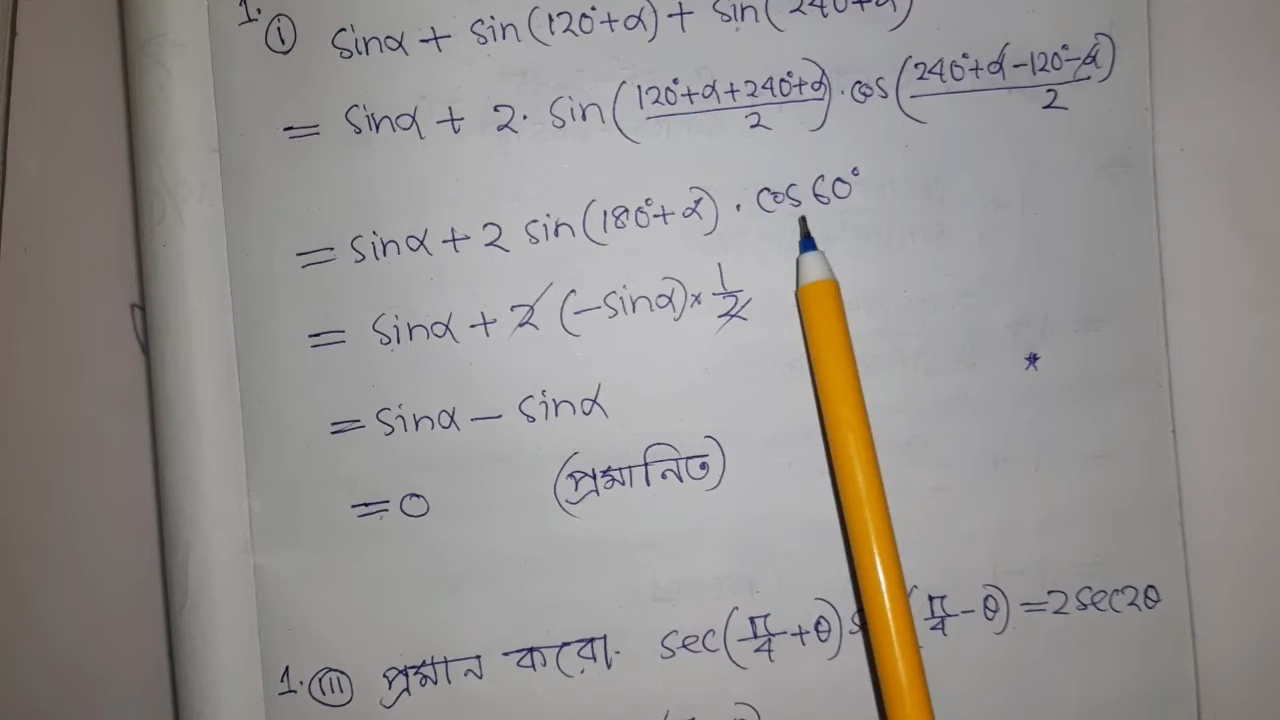 1.
(i) sinα + sin(120°+α) + sin(240°+α)
= sinα + 2· sin((120°+α+240°+α)/2) · cos((240°+α−120°−α)/2)
= sinα + 2 sin(180°+α) · cos 60°
= sinα + 2 (−sinα) × 1/2
= sinα − sinα
= 0 (প্রমানিত)
1. (iii) প্রমান করো. sec(π/4+θ) (π/4−θ) = 2sec2θ